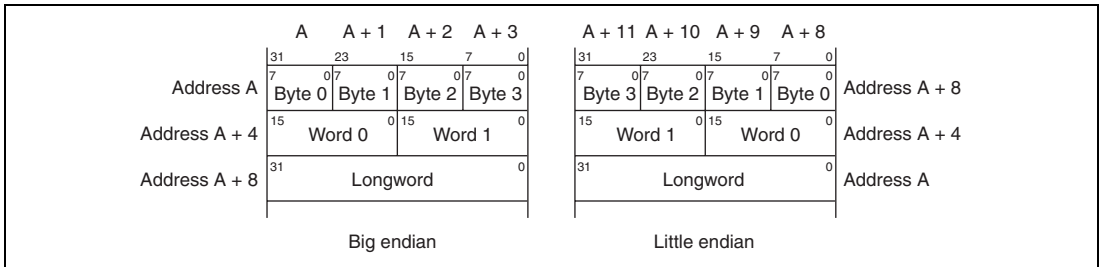 A A + 1 A + 2 A + 3 A + 11 A + 10 A + 9 A + 8
31 23 15 7 0 31 23 15 7 0
7 0 7 0 7 0 7 0 7 0 7 0 7 0 7 0
Address A Byte 0 Byte 1 Byte 2 Byte 3 Byte 3 Byte 2 Byte 1 Byte 0 Address A + 8
15 0 15 0 15 0 15 0
Address A + 4 Word 0 Word 1 Word 1 Word 0 Address A + 4
31 0 31 0
Address A + 8 Longword Longword Address A
Big endian Little endian